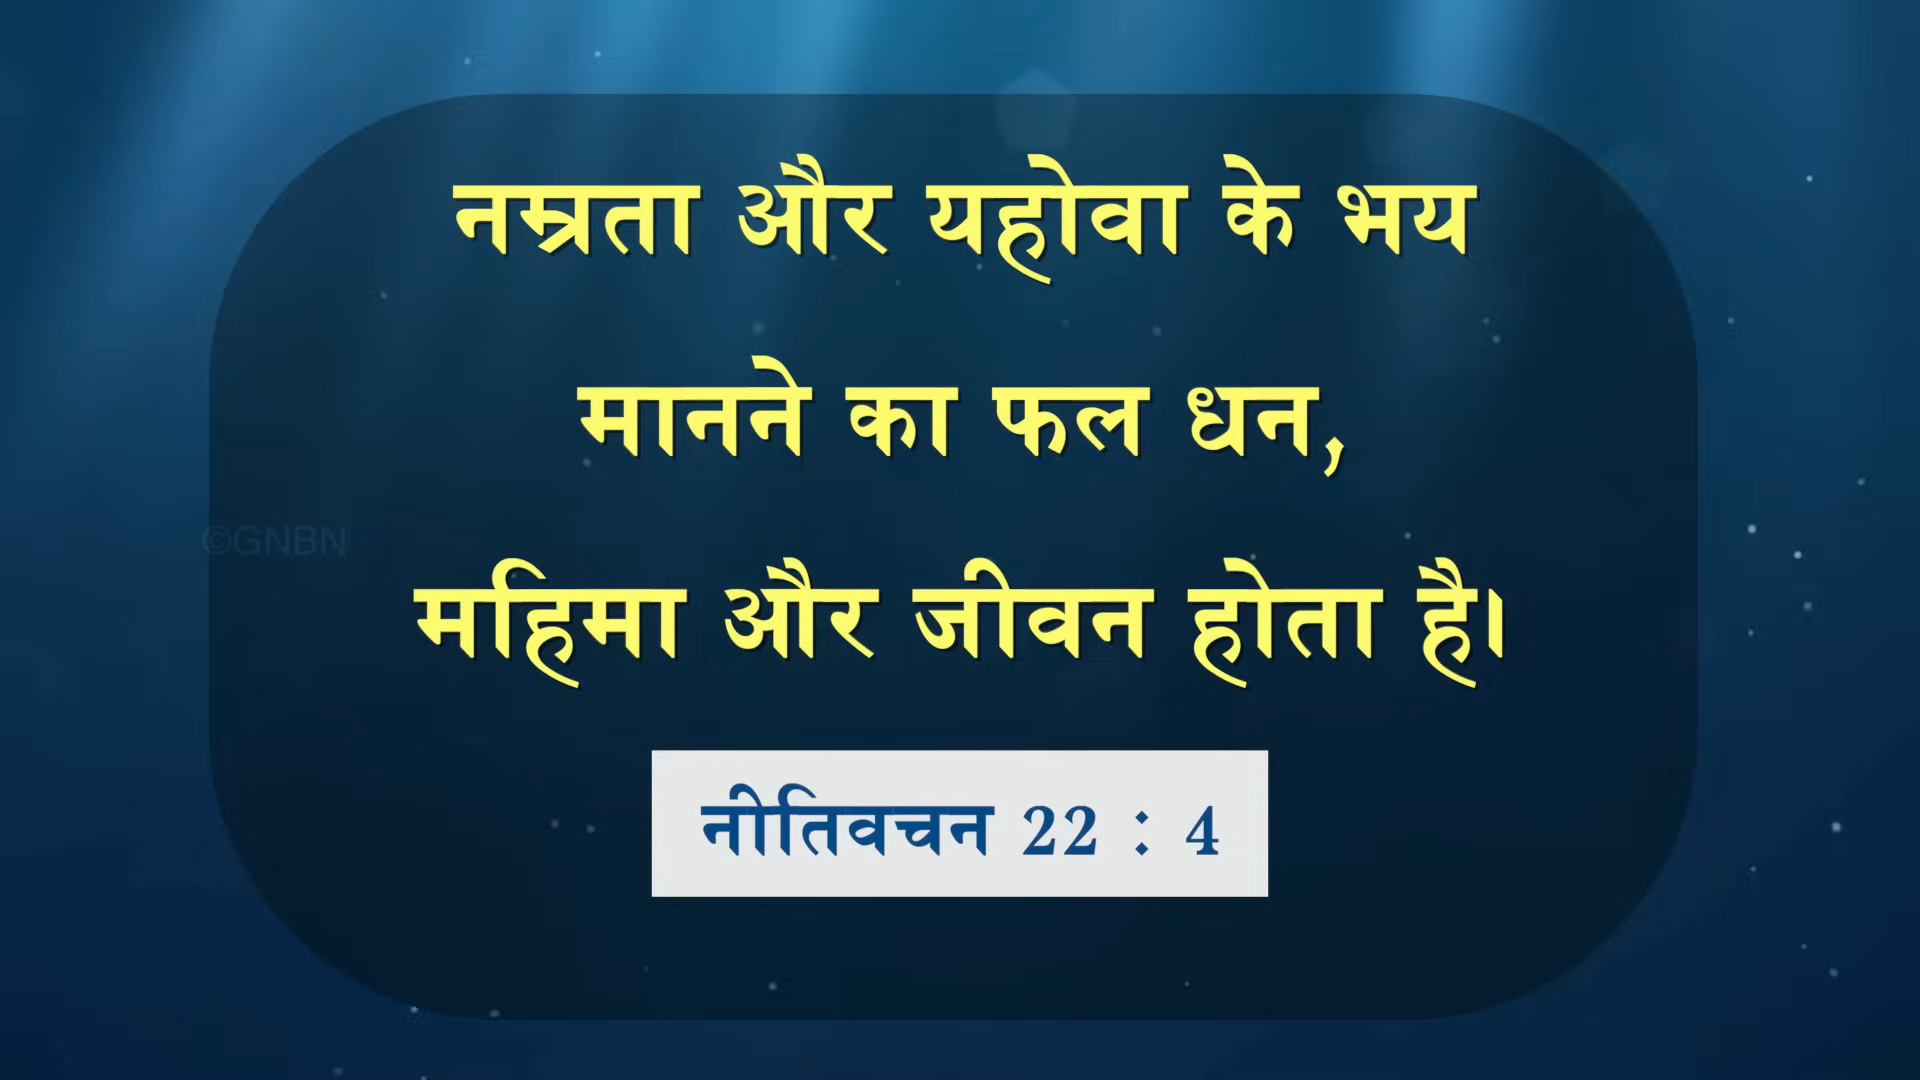 नम्रता और यहोवा के भय
मानने का फल धन,
©GNBN
महिमा और जीवन होता है।
नीतिवचन 22 : 4